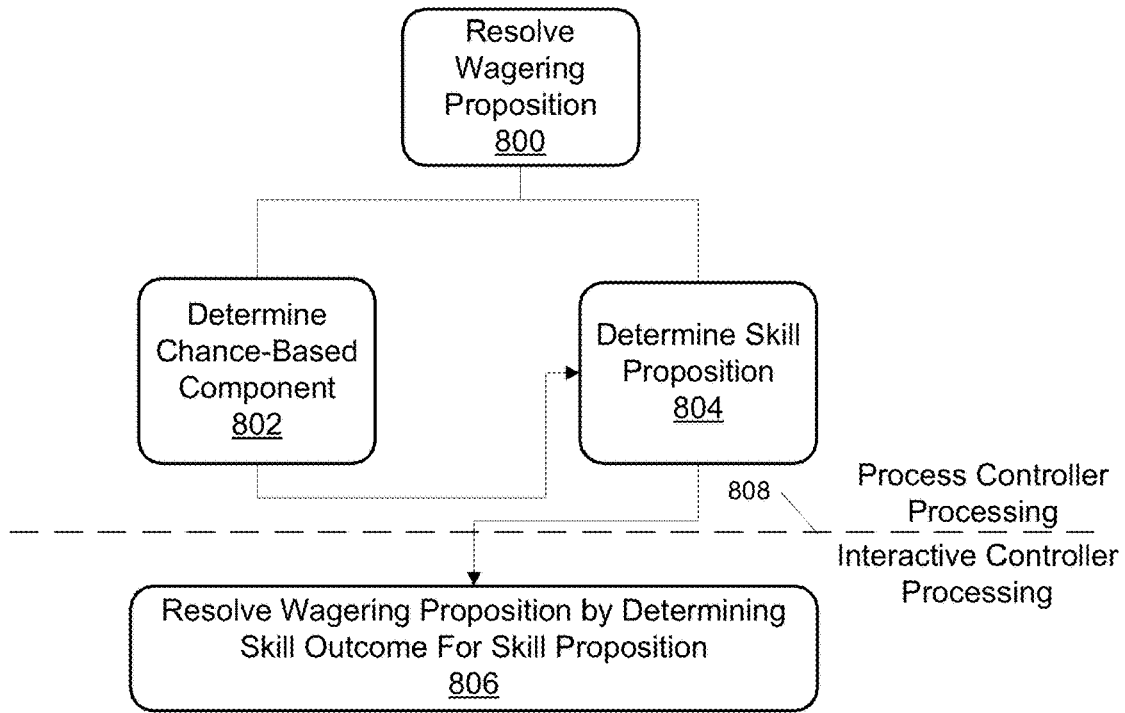 Resolve
Wagering
Proposition
800
Determine
Chance-Based
Component
802
Determine Skill
Proposition
804
808
Process Controller
Processing
Interactive Controller
Processing
Resolve Wagering Proposition by Determining
Skill Outcome For Skill Proposition
806